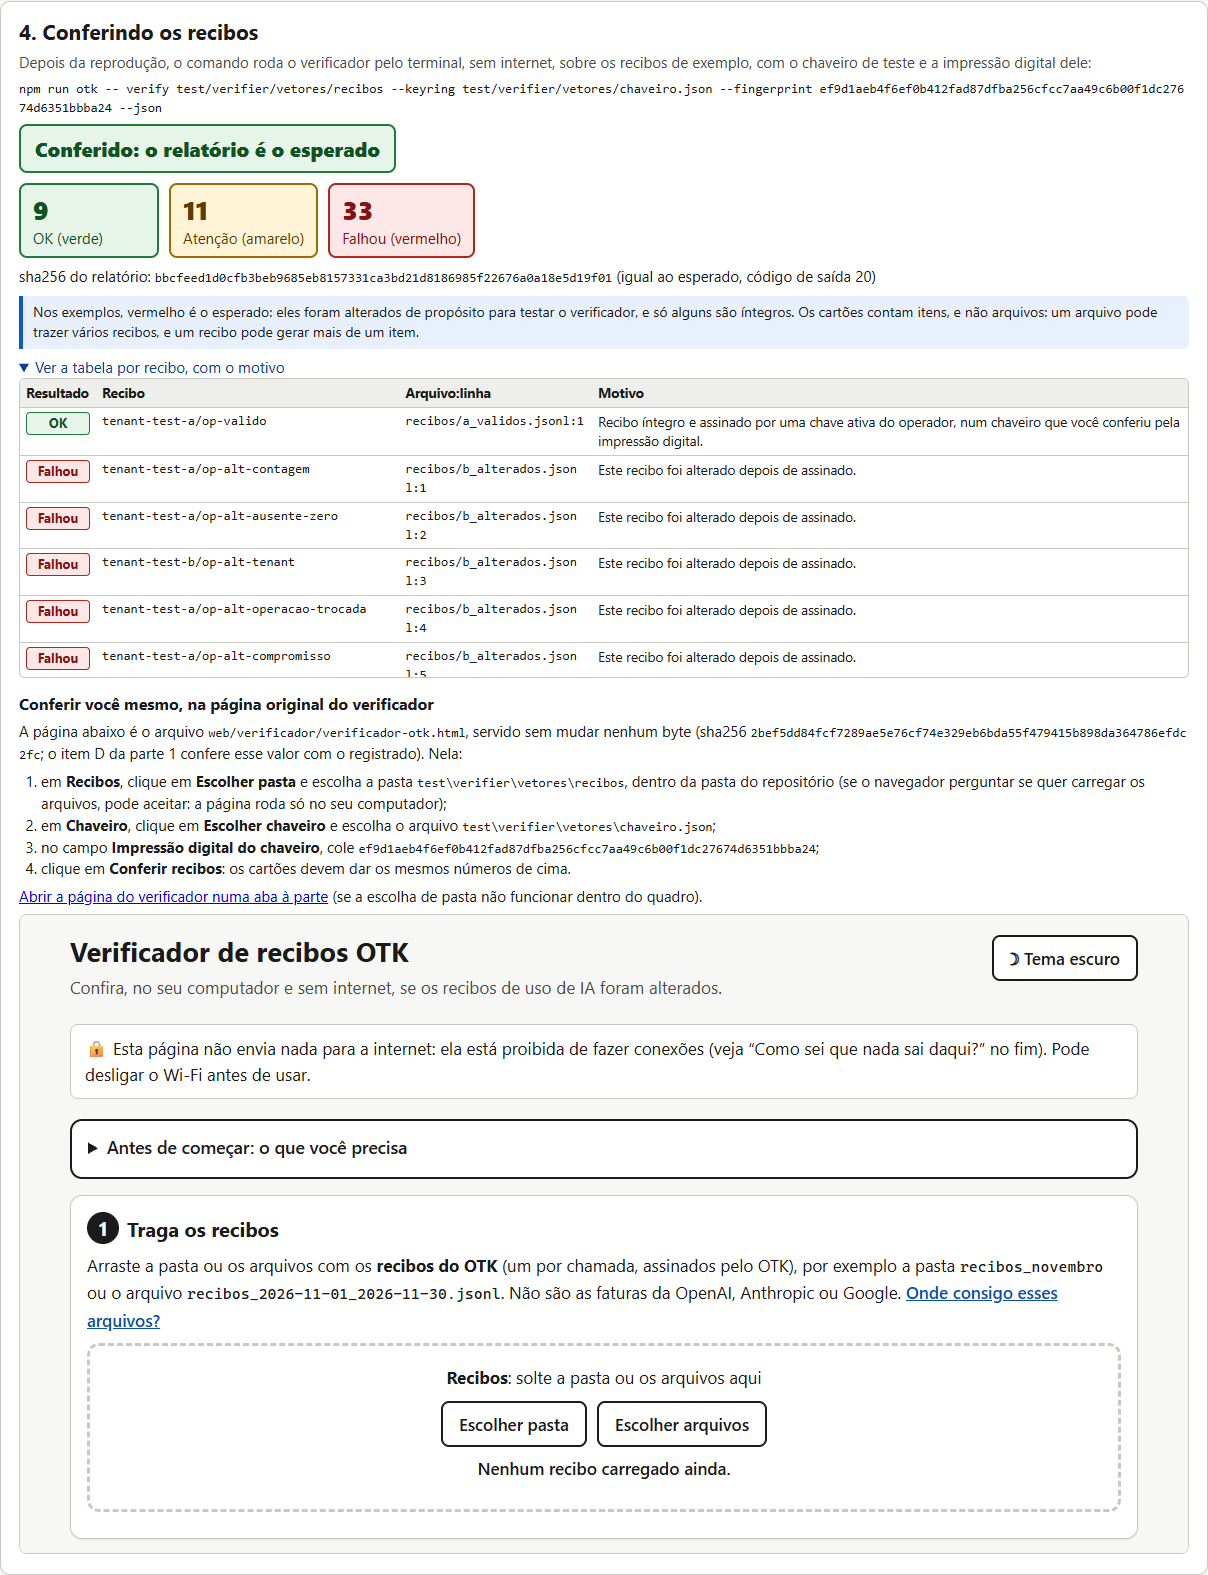 4. Conferindo os recibos
Depois da reprodução, o comando roda o verificador pelo terminal, sem internet, sobre os recibos de exemplo, com o chaveiro de teste e a impressão digital dele:
npm run otk -- verify test/verifier/vetores/recibos --keyring test/verifier/vetores/chaveiro.json --fingerprint ef9d1aeb4f6ef0b412fad87dfba256cfcc7aa49c6b00f1dc276
74d6351bbba24 --json
Conferido: o relatório é o esperado
9
OK (verde)
11
Atenção (amarelo)
33
Falhou (vermelho)
sha256 do relatório: bbcfeed1d0cfb3beb9685eb8157331ca3bd21d8186985f22676a0a18e5d19f01 (igual ao esperado, código de saída 20)
Nos exemplos, vermelho é o esperado: eles foram alterados de propósito para testar o verificador, e só alguns são íntegros. Os cartões contam itens, e não arquivos: um arquivo pode
trazer vários recibos, e um recibo pode gerar mais de um item.
▼ Ver a tabela por recibo, com o motivo
Resultado Recibo Arquivo:linha Motivo
OK tenant-test-a/op-valido recibos/a_validos.jsonl:1 Recibo íntegro e assinado por uma chave ativa do operador, num chaveiro que você conferiu pela
impressão digital.
Falhou tenant-test-a/op-alt-contagem recibos/b_alterados.json Este recibo foi alterado depois de assinado.
l:1
Falhou tenant-test-a/op-alt-ausente-zero recibos/b_alterados.json Este recibo foi alterado depois de assinado.
l:2
Falhou tenant-test-b/op-alt-tenant recibos/b_alterados.json Este recibo foi alterado depois de assinado.
l:3
Falhou tenant-test-a/op-alt-operacao-trocada recibos/b_alterados.json Este recibo foi alterado depois de assinado.
l:4
Falhou tenant-test-a/op-alt-compromisso recibos/b_alterados.json Este recibo foi alterado depois de assinado.
l:5
Conferir você mesmo, na página original do verificador
A página abaixo é o arquivo web/verificador/verificador-otk.html, servido sem mudar nenhum byte (sha256 2bef5dd84fcf7289ae5e76cf74e329eb6bda55f479415b898da364786efdc
2fc; o item D da parte 1 confere esse valor com o registrado). Nela:
1. em Recibos, clique em Escolher pasta e escolha a pasta test\verifier\vetores\recibos, dentro da pasta do repositório (se o navegador perguntar se quer carregar os
arquivos, pode aceitar: a página roda só no seu computador);
2. em Chaveiro, clique em Escolher chaveiro e escolha o arquivo test\verifier\vetores\chaveiro.json;
3. no campo Impressão digital do chaveiro, cole ef9d1aeb4f6ef0b412fad87dfba256cfcc7aa49c6b00f1dc27674d6351bbba24;
4. clique em Conferir recibos: os cartões devem dar os mesmos números de cima.
Abrir a página do verificador numa aba à parte (se a escolha de pasta não funcionar dentro do quadro).
Verificador de recibos OTK
Tema escuro
Confira, no seu computador e sem internet, se os recibos de uso de IA foram alterados.
🔒 Esta página não envia nada para a internet: ela está proibida de fazer conexões (veja “Como sei que nada sai daqui?” no fim). Pode
desligar o Wi-Fi antes de usar.
▶ Antes de começar: o que você precisa
1 Traga os recibos
Arraste a pasta ou os arquivos com os recibos do OTK (um por chamada, assinados pelo OTK), por exemplo a pasta recibos_novembro
ou o arquivo recibos_2026-11-01_2026-11-30.jsonl. Não são as faturas da OpenAI, Anthropic ou Google. Onde consigo esses
arquivos?
Recibos: solte a pasta ou os arquivos aqui
Escolher pasta Escolher arquivos
Nenhum recibo carregado ainda.